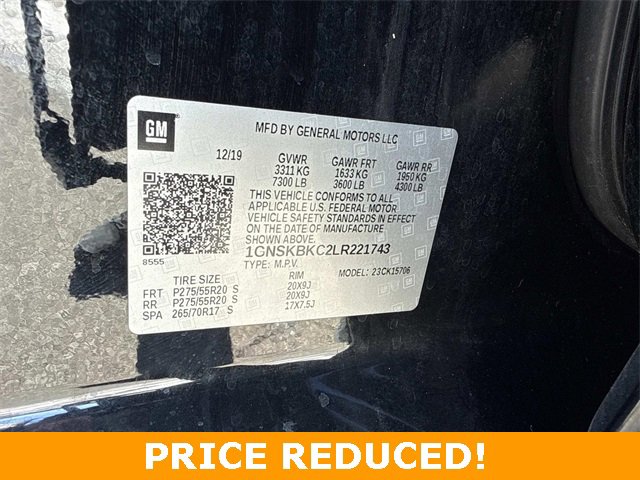 GM
MFD BY GENERAL MOTORS LLC
12/19 GVWR GAWR FRT GAWR RR
3311 KG 1633 KG 1950 KG
7300 LB 3600 LB 4300 LB
THIS VEHICLE CONFORMS TO ALL
APPLICABLE U.S. FEDERAL MOTOR
VEHICLE SAFETY STANDARDS IN EFFECT
ON THE DATE OF MANUFACTURE
SHOWN ABOVE.
8555 1GNSKBKC2LR221743
TYPE: M.P.V. MODEL: 23CK15706
TIRE SIZE RIM
FRT P275/55R20 S 20X9J
RR P275/55R20 S 20X9J
SPA 265/70R17 S 17X7.5J
PRICE REDUCED!